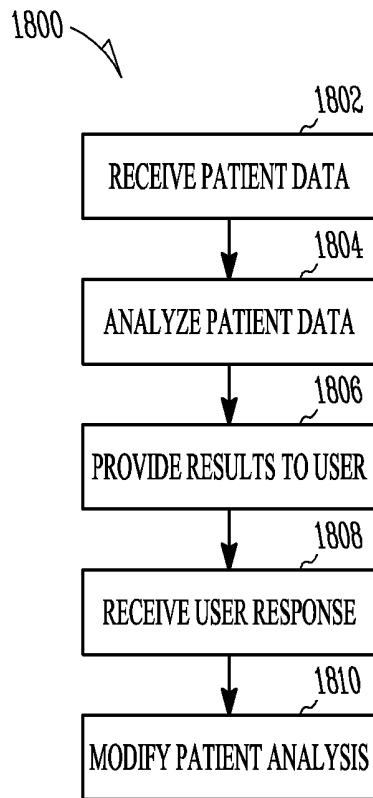 1800
1802
RECEIVE PATIENT DATA
1804
ANALYZE PATIENT DATA
1806
PROVIDE RESULTS TO USER
1808
RECEIVE USER RESPONSE
1810
MODIFY PATIENT ANALYSIS